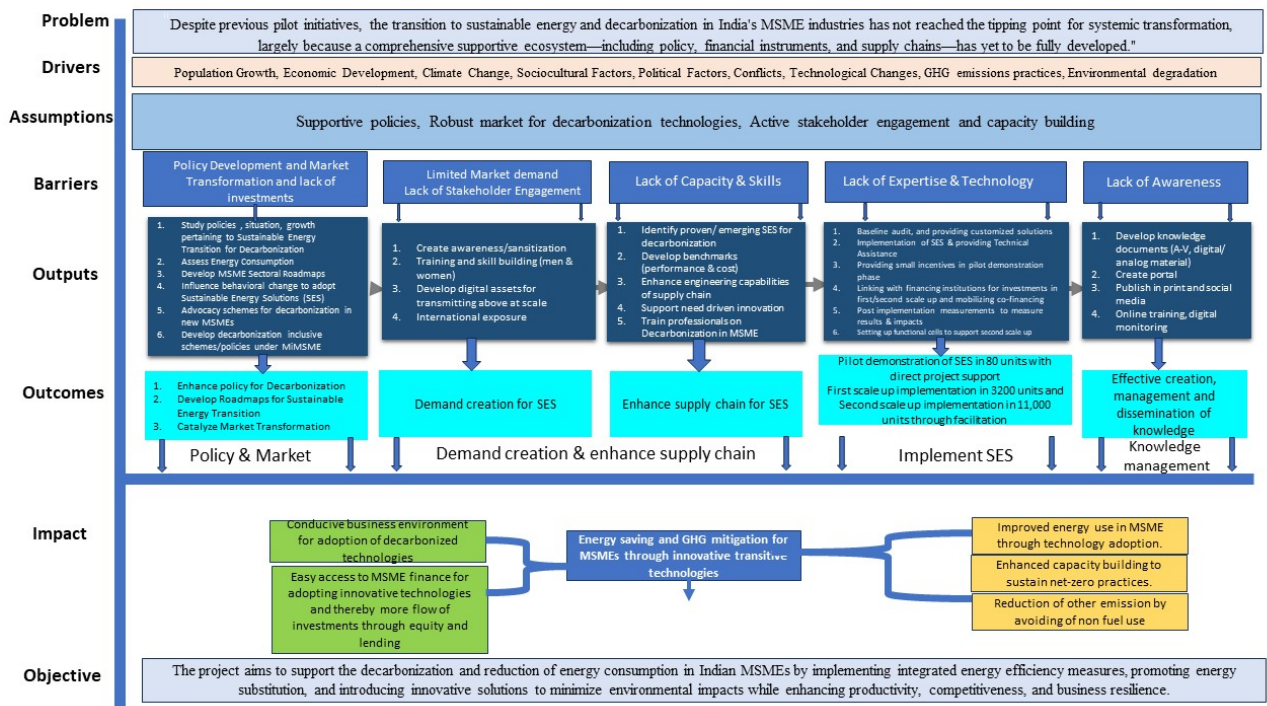 Problem
Despite previous pilot initiatives, the transition to sustainable energy and decarbonization in India's MSME industries has not reached the tipping point for systemic transformation,
largely because a comprehensive supportive ecosystem—including policy, financial instruments, and supply chains—has yet to be fully developed."
Drivers
Population Growth, Economic Development, Climate Change, Sociocultural Factors, Political Factors, Conflicts, Technological Changes, GHG emissions practices, Environmental degradation
Assumptions
Supportive policies, Robust market for decarbonization technologies, Active stakeholder engagement and capacity building
Barriers
Policy Development and Market
Transformation and lack of
investments
Limited Market demand
Lack of Stakeholder Engagement
Lack of Capacity & Skills
Lack of Expertise & Technology
Lack of Awareness
Outputs
1. Study policies , situation, growth
pertaining to Sustainable Energy
Transition for Decarbonization
2. Assess Energy Consumption
3. Develop MSME Sectoral Roadmaps
4. Influence behavioral change to adopt
Sustainable Energy Solutions (SES)
5. Advocacy schemes for decarbonization in
new MSMEs
6. Develop decarbonization inclusive
schemes/policies under MiMSME
1. Create awareness/sanitization
2. Training and skill building (men &
women)
3. Develop digital assets for
transmitting above at scale
4. International exposure
1. Identify proven/ emerging SES for
decarbonization
2. Develop benchmarks
(performance & cost)
3. Enhance engineering capabilities
of supply chain
4. Support need driven innovation
5. Train professionals on
Decarbonization in MSME
1. Baseline audit, and providing customized solutions
2. Implementation of SES & providing Technical
Assistance
3. Providing small incentives in pilot demonstration
phase
4. Linking with financing institutions for investments in
first/second scale up and mobilizing co-financing
5. Post implementation measurements to measure
results & impacts
6. Setting up functional cells to support second scale up
1. Develop knowledge
documents (A-V, digital/
analog material)
2. Create portal
3. Publish in print and social
media
4. Online training, digital
monitoring
Outcomes
1. Enhance policy for Decarbonization
2. Develop Roadmaps for Sustainable
Energy Transition
3. Catalyze Market Transformation
Demand creation for SES
Enhance supply chain for SES
Pilot demonstration of SES in 80 units with
direct project support
First scale up implementation in 3200 units and
Second scale up implementation in 11,000
units through facilitation
Effective creation,
management and
dissemination of
knowledge
Policy & Market
Demand creation & enhance supply chain
Implement SES
Knowledge
management
Impact
Conducive business environment
for adoption of decarbonized
technologies
Easy access to MSME finance for
adopting innovative technologies
and thereby more flow of
investments through equity and
lending
Energy saving and GHG mitigation for
MSMEs through innovative transitive
technologies
Improved energy use in MSME
through technology adoption.
Enhanced capacity building to
sustain net-zero practices.
Reduction of other emission by
avoiding of non fuel use
Objective
The project aims to support the decarbonization and reduction of energy consumption in Indian MSMEs by implementing integrated energy efficiency measures, promoting energy
substitution, and introducing innovative solutions to minimize environmental impacts while enhancing productivity, competitiveness, and business resilience.